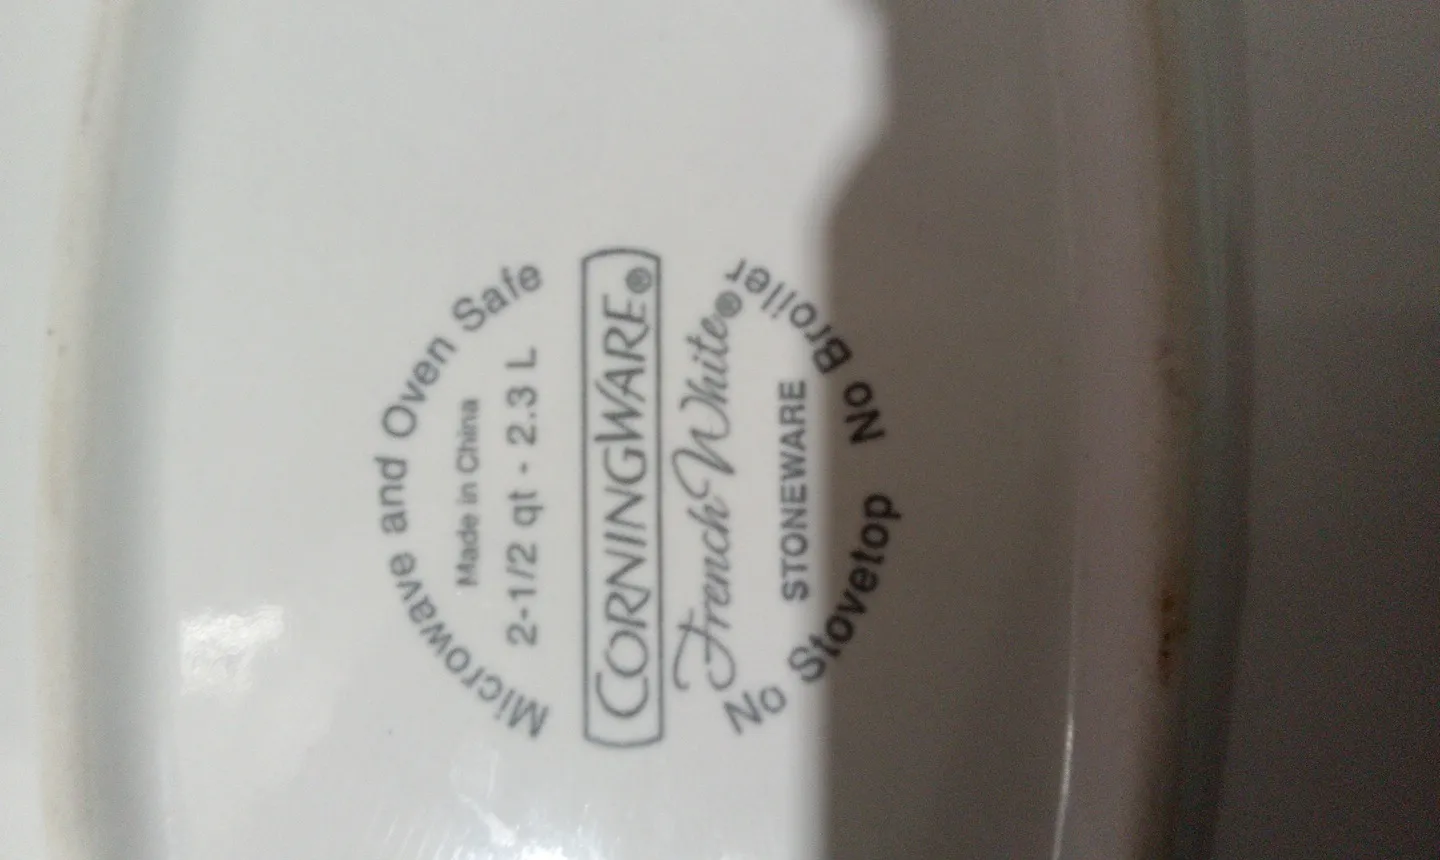 Microwave and Oven Safe
Made in China
2-1/2 qt - 2.3 L
CORNINGWARE®
French White®
STONEWARE
No Stovetop No Broiler